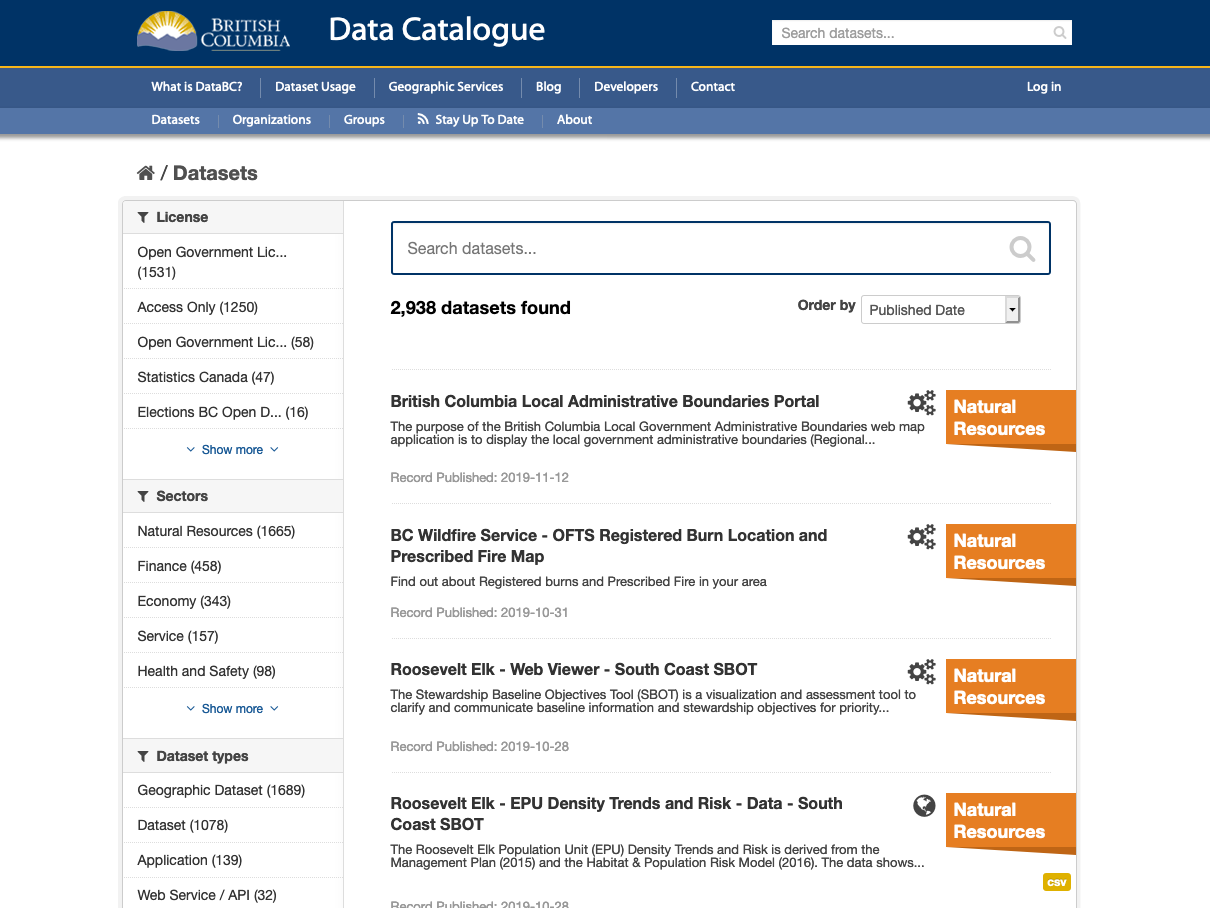 BRITISH
COLUMBIA
Data Catalogue
Search datasets...
What is DataBC?
Dataset Usage
Geographic Services
Blog
Developers
Contact
Log in
Datasets
Organizations
Groups
Stay Up To Date
About
/ Datasets
License
Open Government Lic...
(1531)
Access Only (1250)
Open Government Lic... (58)
Statistics Canada (47)
Elections BC Open D... (16)
Show more
Sectors
Natural Resources (1665)
Finance (458)
Economy (343)
Service (157)
Health and Safety (98)
Show more
Dataset types
Geographic Dataset (1689)
Dataset (1078)
Application (139)
Web Service / API (32)
Search datasets...
2,938 datasets found
Order by
Published Date
British Columbia Local Administrative Boundaries Portal
The purpose of the British Columbia Local Government Administrative Boundaries web map
application is to display the local government administrative boundaries (Regional...
Record Published: 2019-11-12
Natural
Resources
BC Wildfire Service - OFTS Registered Burn Location and
Prescribed Fire Map
Find out about Registered burns and Prescribed Fire in your area
Record Published: 2019-10-31
Natural
Resources
Roosevelt Elk - Web Viewer - South Coast SBOT
The Stewardship Baseline Objectives Tool (SBOT) is a visualization and assessment tool to
clarify and communicate baseline information and stewardship objectives for priority...
Record Published: 2019-10-28
Natural
Resources
Roosevelt Elk - EPU Density Trends and Risk - Data - South
Coast SBOT
The Roosevelt Elk Population Unit (EPU) Density Trends and Risk is derived from the
Management Plan (2015) and the Habitat & Population Risk Model (2016). The data shows...
Record Published: 2019-10-28
Natural
Resources
csv